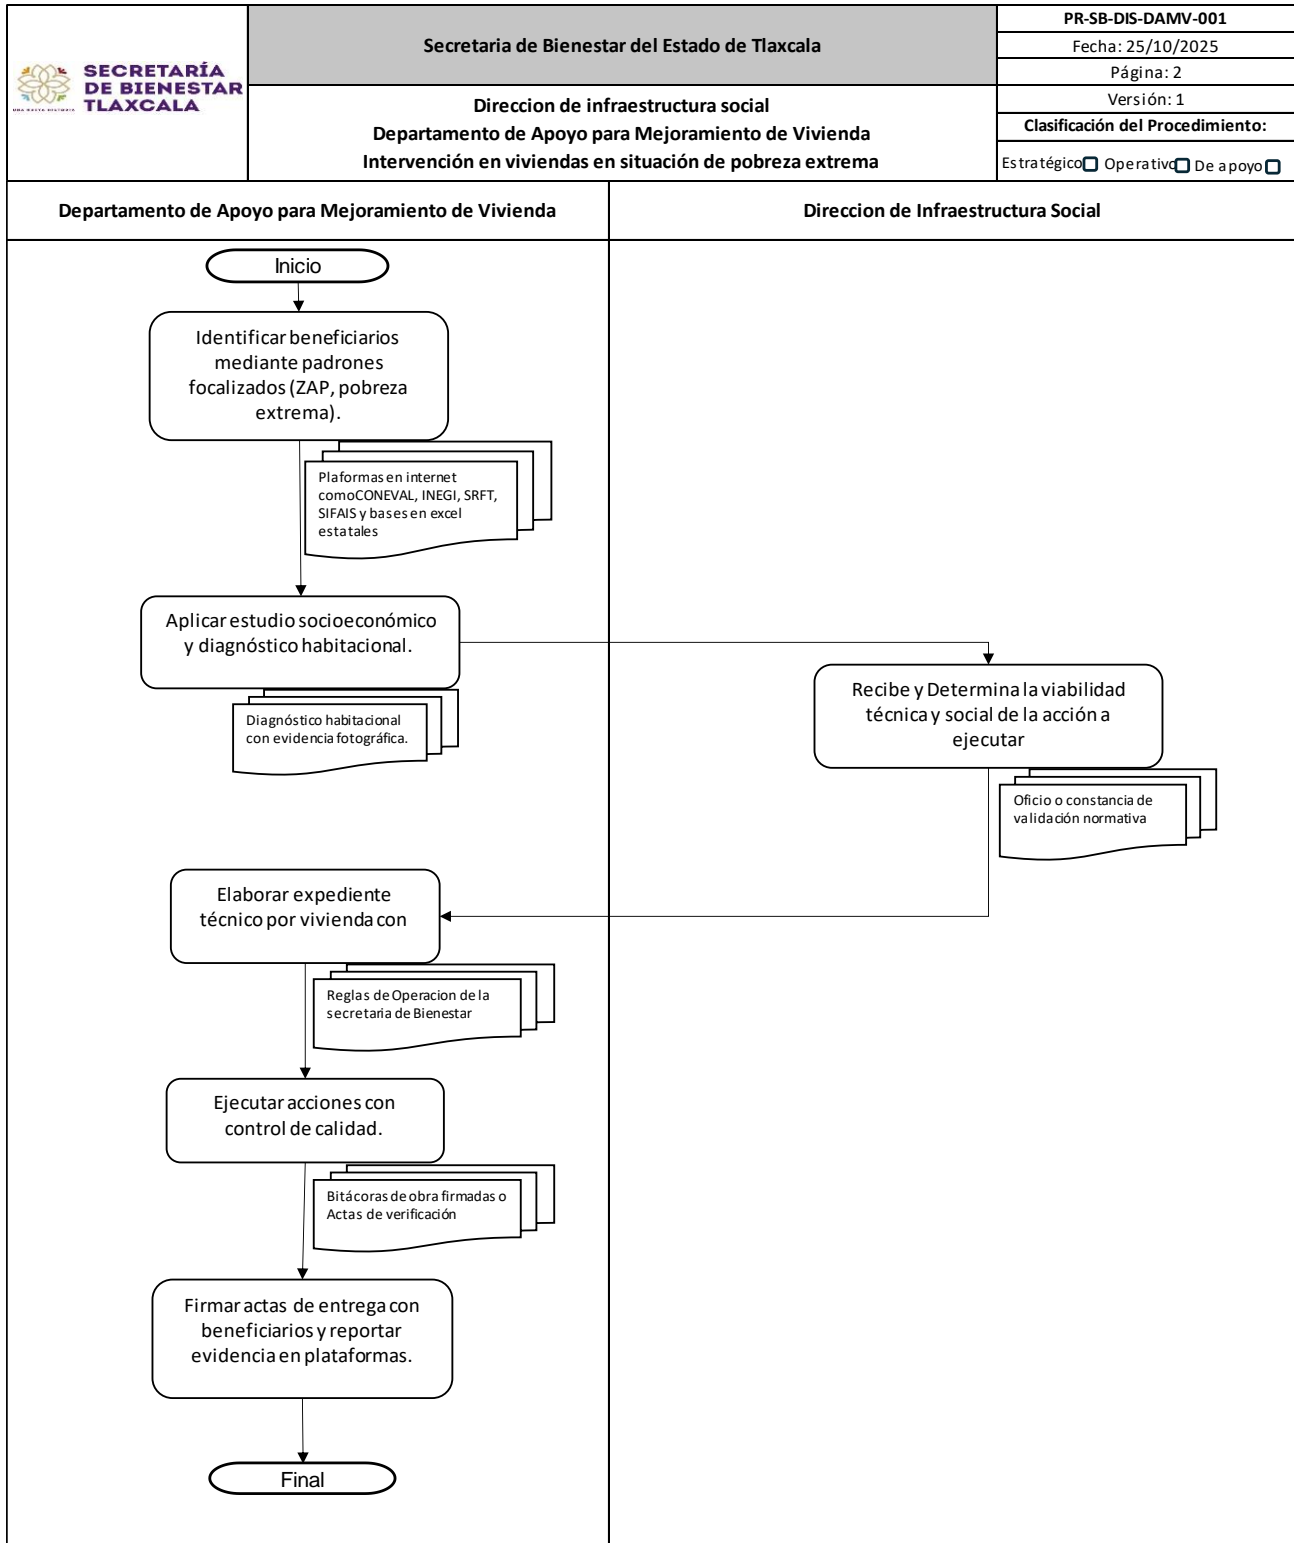 SECRETARÍA
DE BIENESTAR
TLAXCALA
UNA NUEVA HISTORIA
Secretaria de Bienestar del Estado de Tlaxcala
Direccion de infraestructura social
Departamento de Apoyo para Mejoramiento de Vivienda
Intervención en viviendas en situación de pobreza extrema
PR-SB-DIS-DAMV-001
Fecha: 25/10/2025
Página: 2
Versión: 1
Clasificación del Procedimiento:
Estratégico Operativo De apoyo
Departamento de Apoyo para Mejoramiento de Vivienda
Direccion de Infraestructura Social
Inicio
Identificar beneficiarios
mediante padrones
focalizados (ZAP, pobreza
extrema).
Plaformas en internet
comoCONEVAL, INEGI, SRFT,
SIFAIS y bases en excel
estatales
Aplicar estudio socioeconómico
y diagnóstico habitacional.
Diagnóstico habitacional
con evidencia fotográfica.
Recibe y Determina la viabilidad
técnica y social de la acción a
ejecutar
Oficio o constancia de
validación normativa
Elaborar expediente
técnico por vivienda con
Reglas de Operacion de la
secretaria de Bienestar
Ejecutar acciones con
control de calidad.
Bitácoras de obra firmadas o
Actas de verificación
Firmar actas de entrega con
beneficiarios y reportar
evidencia en plataformas.
Final